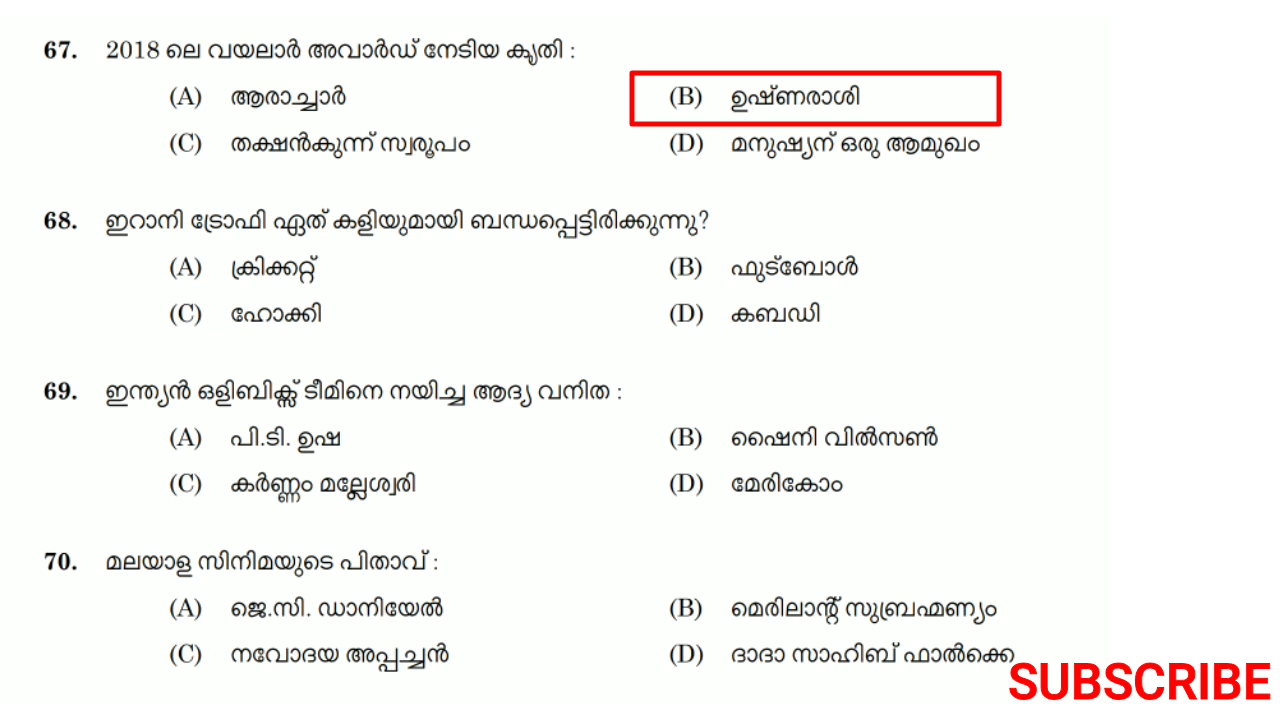 67. 2018 ലെ വയലാർ അവാർഡ് നേടിയ കൃതി :
(A) ആരാച്ചാർ (B) ഉഷ്ണരാശി
(C) തക്ഷൻകുന്ന് സ്വരൂപം (D) മനുഷ്യന് ഒരു ആമുഖം
68. ഇറാനി ട്രോഫി ഏത് കളിയുമായി ബന്ധപ്പെട്ടിരിക്കുന്നു?
(A) ക്രിക്കറ്റ് (B) ഫുട്ബോൾ
(C) ഹോക്കി (D) കബഡി
69. ഇന്ത്യൻ ഒളിബിക്സ് ടീമിനെ നയിച്ച ആദ്യ വനിത :
(A) പി.ടി. ഉഷ (B) ഷൈനി വിൽസൺ
(C) കർണ്ണം മല്ലേശ്വരി (D) മേരികോം
70. മലയാള സിനിമയുടെ പിതാവ് :
(A) ജെ.സി. ഡാനിയേൽ (B) മെരിലാന്റ് സുബ്രഹ്മണ്യം
(C) നവോദയ അപ്പച്ചൻ (D) ദാദാ സാഹിബ് ഫാൽക്കെ
SUBSCRIBE